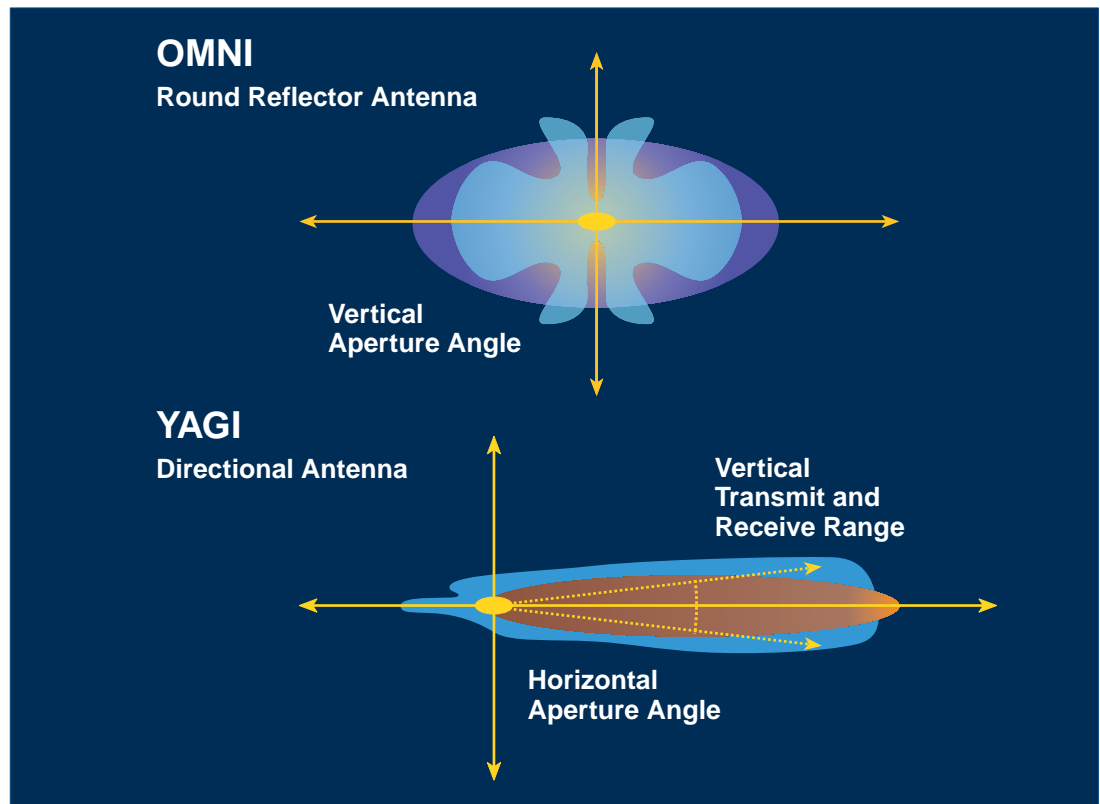 OMNI
Round Reflector Antenna
Vertical
Aperture Angle
YAGI
Directional Antenna
Vertical
Transmit and
Receive Range
Horizontal
Aperture Angle